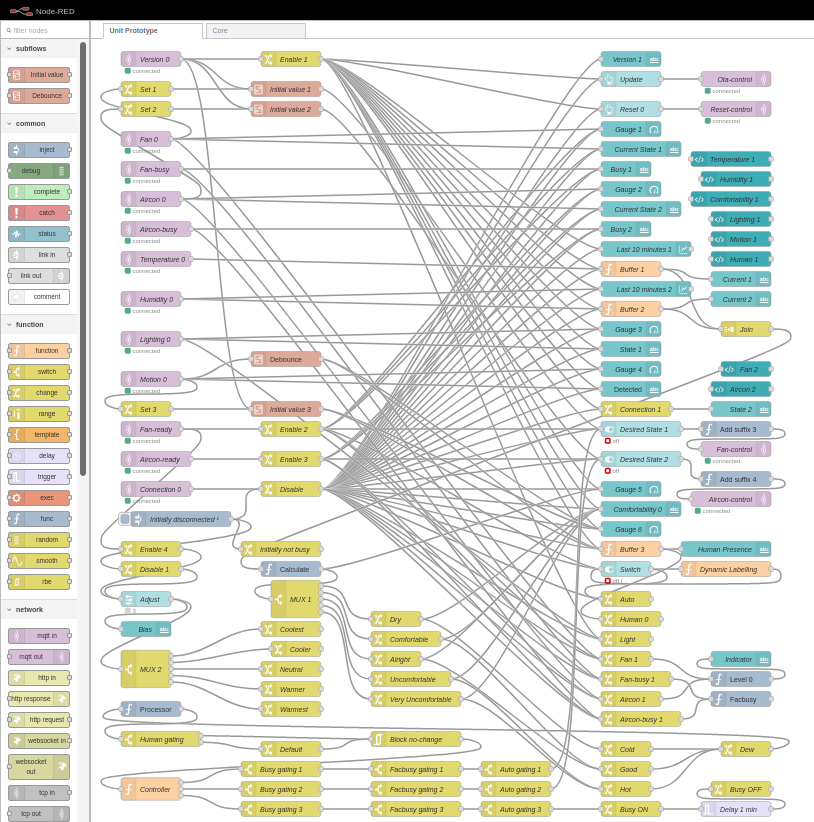 Node-RED
filter nodes
Unit Prototype
Core
subflows
Initial value
Debounce
common
inject
debug
complete
catch
status
link in
link out
comment
function
function
switch
change
range
template
delay
trigger
exec
func
random
smooth
rbe
network
mqtt in
mqtt out
http in
http response
http request
websocket in
websocket
out
tcp in
tcp out
Version 0
connected
Enable 1
Set 1
Initial value 1
Set 2
Initial value 2
Fan 0
connected
Fan-busy
connected
Aircon 0
connected
Aircon-busy
connected
Temperature 0
connected
Humidity 0
connected
Lighting 0
connected
Debounce
Motion 0
connected
Set 3
Initial value 3
Fan-ready
connected
Enable 2
Aircon-ready
connected
Enable 3
Connection 0
connected
Disable
Initially disconnected ¹
Enable 4
Initially not busy
Disable 1
Calculate
Adjust
3
MUX 1
Bias
Coolest
Cooler
MUX 2
Neutral
Warmer
Processor
Warmest
Human gating
Default
Block no-change
Controller
Busy gating 1
Busy gating 2
Busy gating 3
Facbusy gating 1
Facbusy gating 2
Facbusy gating 3
Auto gating 1
Auto gating 2
Auto gating 3
Dry
Comfortable
Alright
Uncomfortable
Very Uncomfortable
Version 1
Update
Ota-control
connected
Reset 0
Reset-control
connected
Gauge 1
Current State 1
Busy 1
Gauge 2
Current State 2
Busy 2
Last 10 minutes 1
Buffer 1
Last 10 minutes 2
Buffer 2
Gauge 3
State 1
Gauge 4
Detected
Connection 1
Temperature 1
Humidity 1
Comfortability 1
Lighting 1
Motion 1
Human 1
Current 1
Current 2
Join
Fan 2
Aircon 2
State 2
Desired State 1
off
Add suffix 3
Fan-control
connected
Desired State 2
off
Add suffix 4
Aircon-control
connected
Gauge 5
Comfortability 0
Gauge 6
Buffer 3
Human Presence
Switch
off
Dynamic Labelling
Auto
Human 0
Light
Fan 1
Indicator
Fan-busy 1
Level 0
Aircon 1
Facbusy
Aircon-busy 1
Cold
Dew
Good
Hot
Busy OFF
Busy ON
Delay 1 min